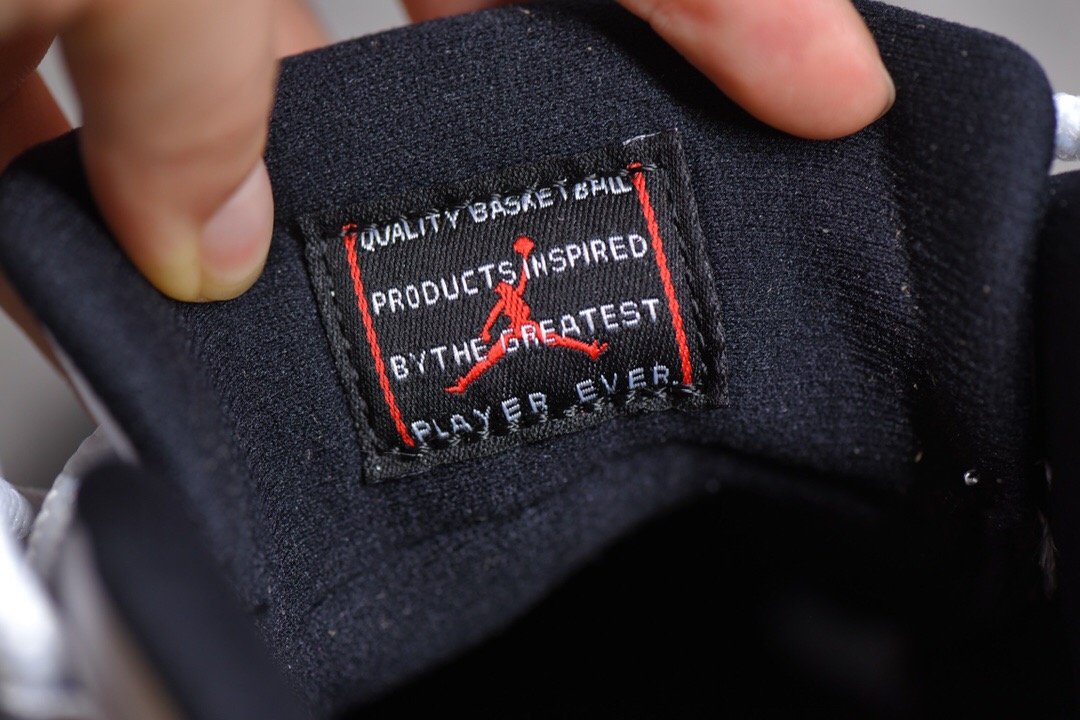 QUALITY BASKETBALL
PRODUCTS INSPIRED
BY THE GREATEST
PLAYER EVER.